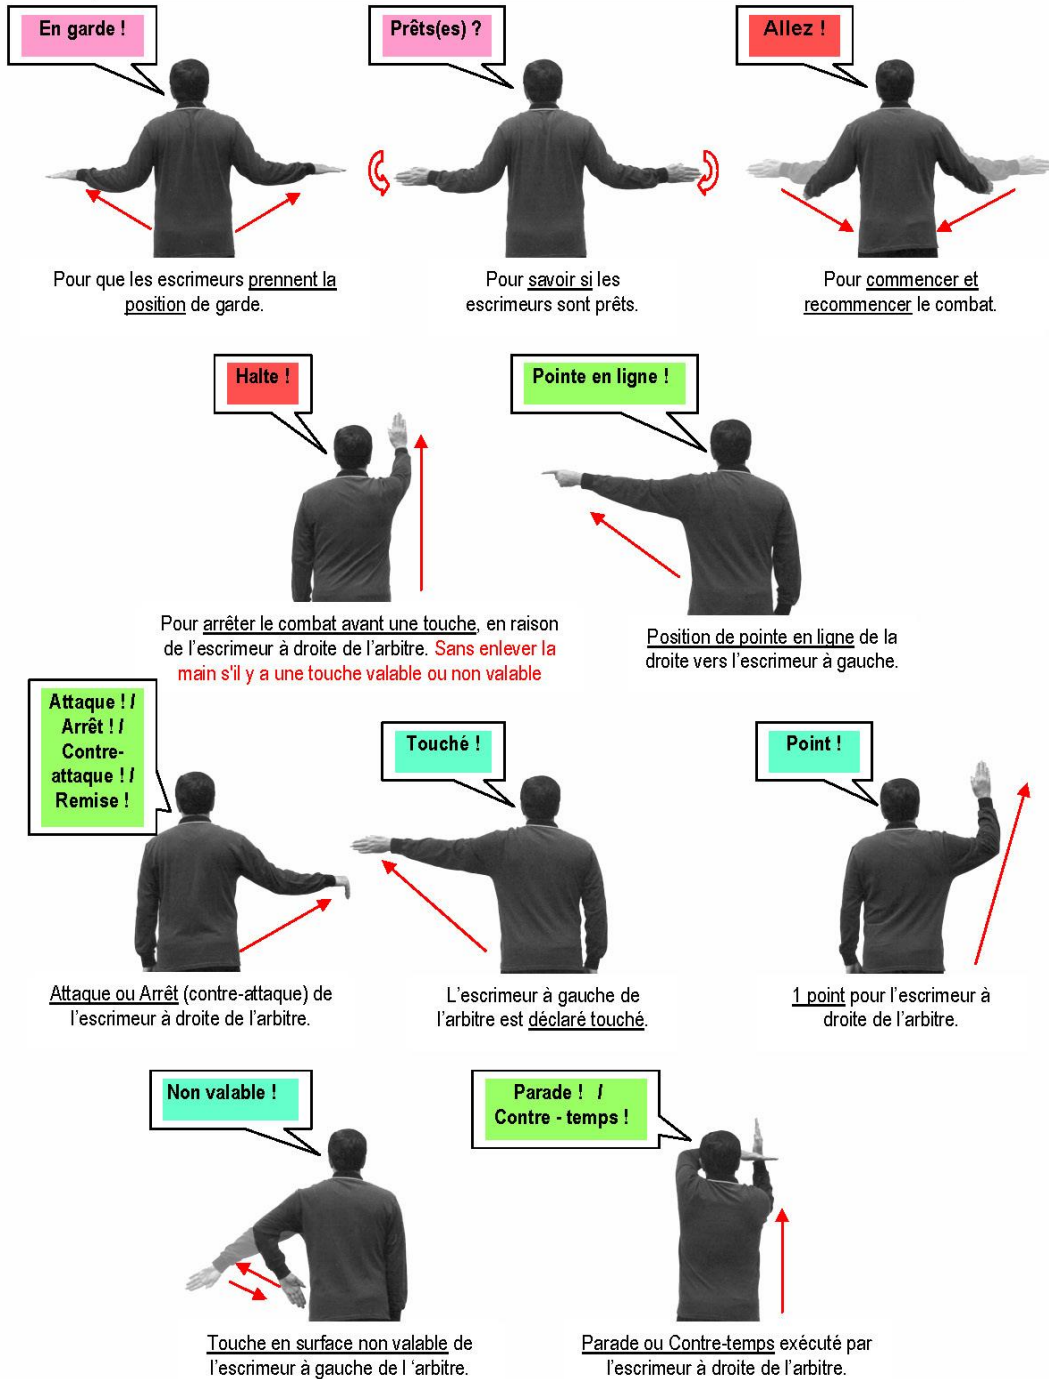 En garde !
Prêts(es) ?
Allez !
Pour que les escrimeurs prennent la
position de garde.
Pour savoir si les
escrimeurs sont prêts.
Pour commencer et
recommencer le combat.
Halte !
Pointe en ligne !
Pour arrêter le combat avant une touche, en raison
de l'escrimeur à droite de l'arbitre. Sans enlever la
main s'il y a une touche valable ou non valable
Position de pointe en ligne de la
droite vers l'escrimeur à gauche.
Attaque ! /
Arrêt ! /
Contre-
attaque ! /
Remise !
Touché !
Point !
Attaque ou Arrêt (contre-attaque) de
l'escrimeur à droite de l'arbitre.
L'escrimeur à gauche de
l'arbitre est déclaré touché.
1 point pour l'escrimeur à
droite de l'arbitre.
Non valable !
Parade ! /
Contre - temps !
Touche en surface non valable de
l'escrimeur à gauche de l 'arbitre.
Parade ou Contre-temps exécuté par
l'escrimeur à droite de l'arbitre.